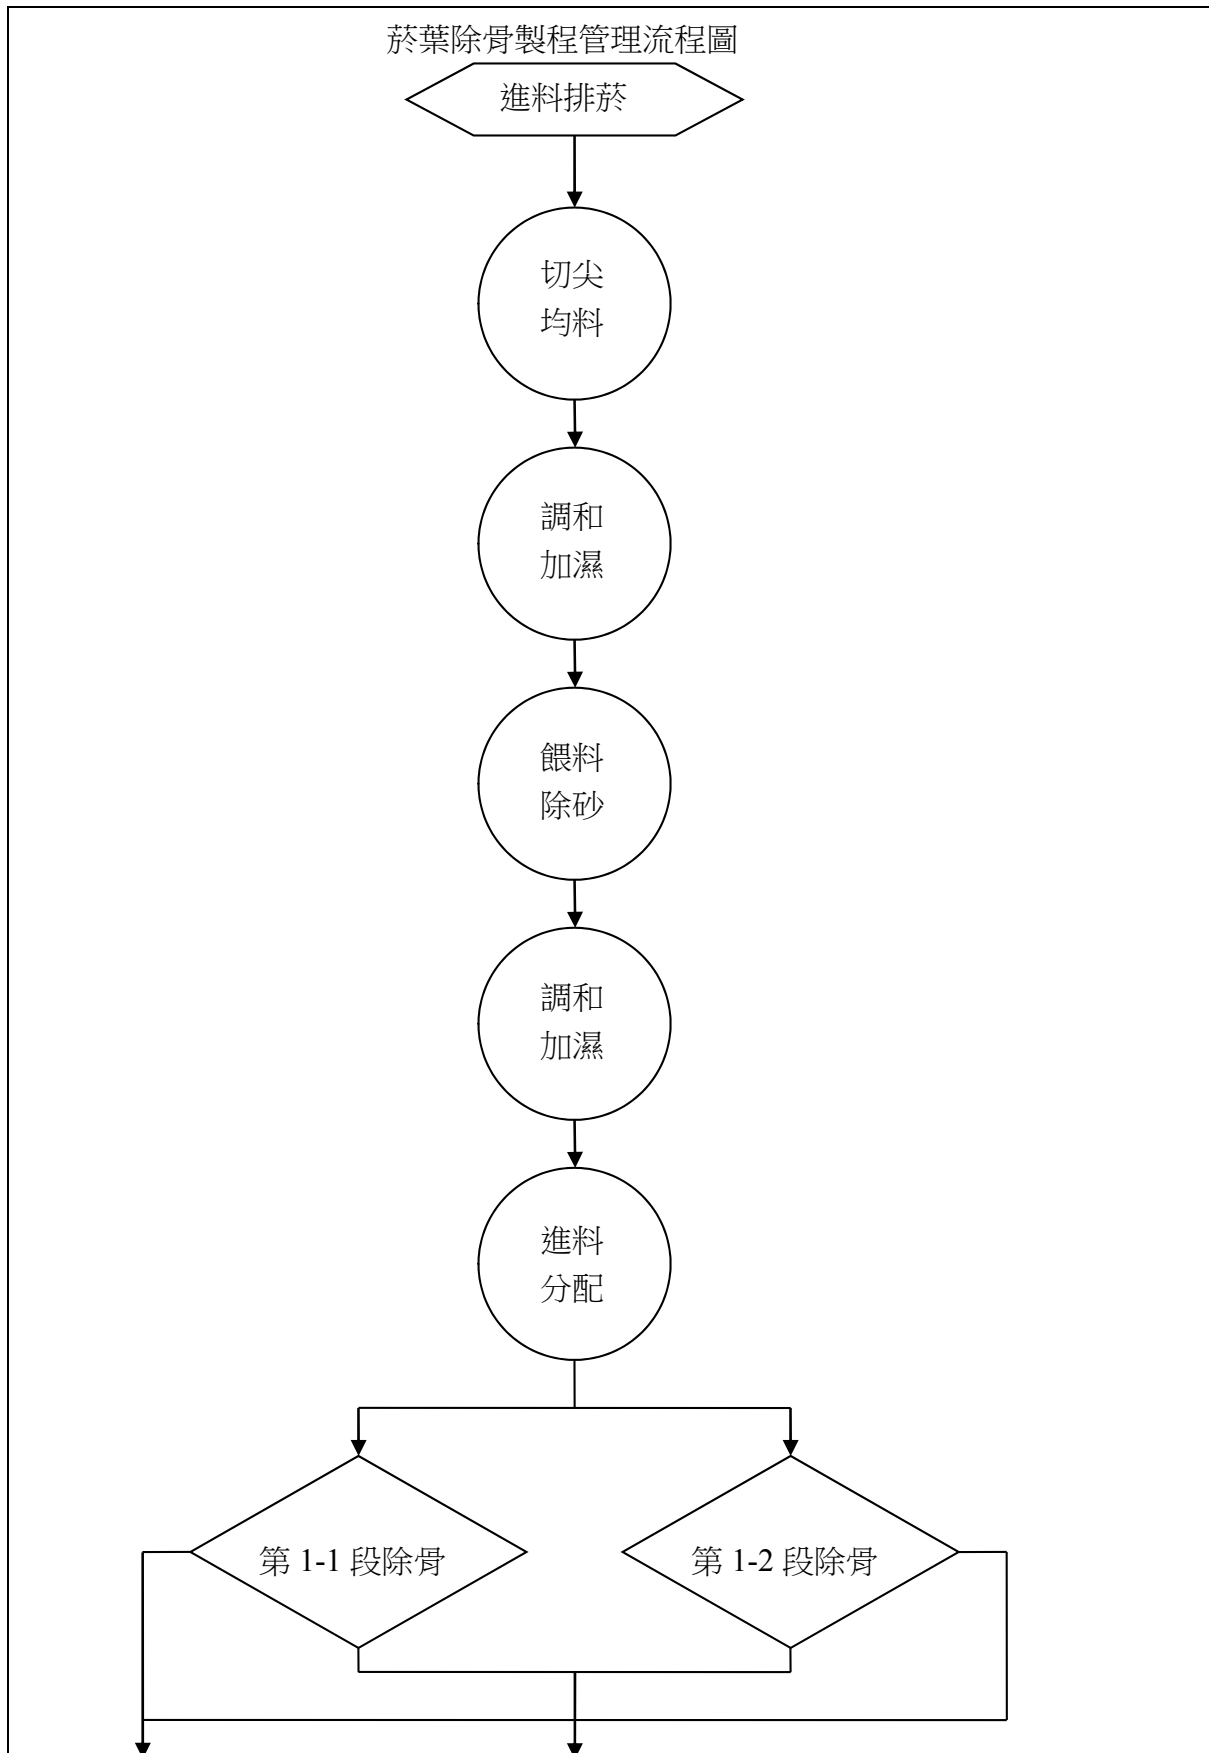 菸葉除骨製程管理流程圖
進料排菸
切尖
均料
調和
加濕
餵料
除砂
調和
加濕
進料
分配
第 1-1 段除骨
第 1-2 段除骨